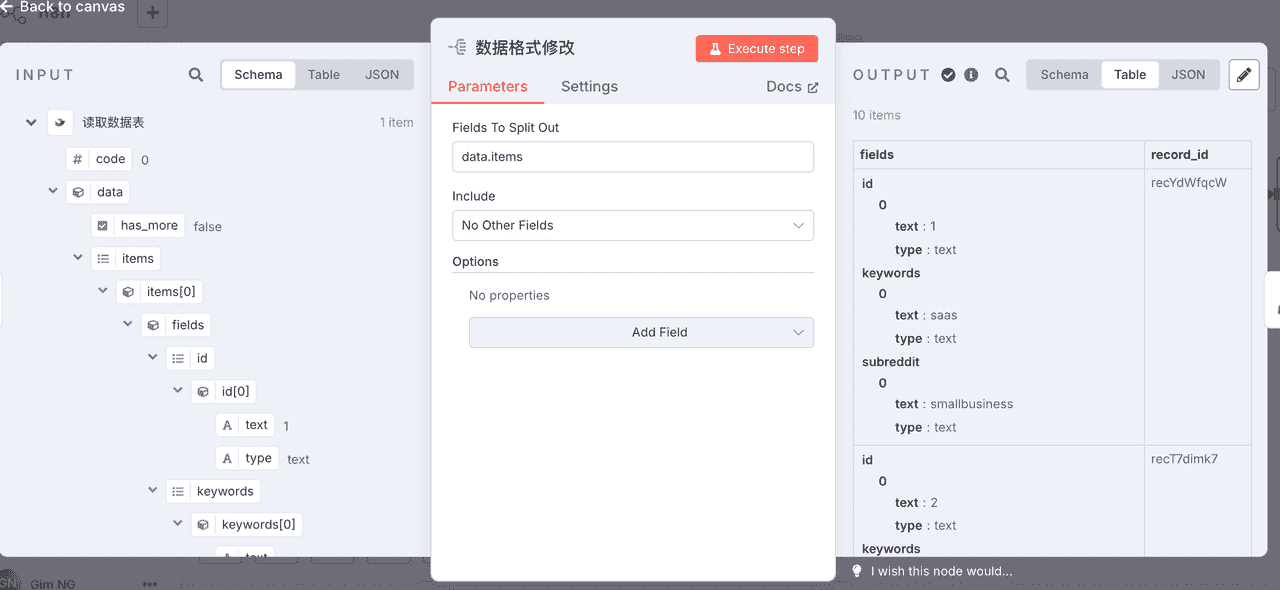 Back to canvas
n8n
+
INPUT
Schema
Table
JSON
读取数据表
1 item
# code 0
data
has_more false
items
items[0]
fields
id
id[0]
A text 1
A type text
keywords
keywords[0]
A text
数据格式修改
Execute step
Parameters
Settings
Docs
Fields To Split Out
data.items
Include
No Other Fields
Options
No properties
Add Field
OUTPUT
Schema
Table
JSON
10 items
fields record_id
id recYdWfqcW
0
text : 1
type : text
keywords
0
text : saas
type : text
subreddit
0
text : smallbusiness
type : text
id recT7dimk7
0
text : 2
type : text
keywords
I wish this node would...
GN Gim NG